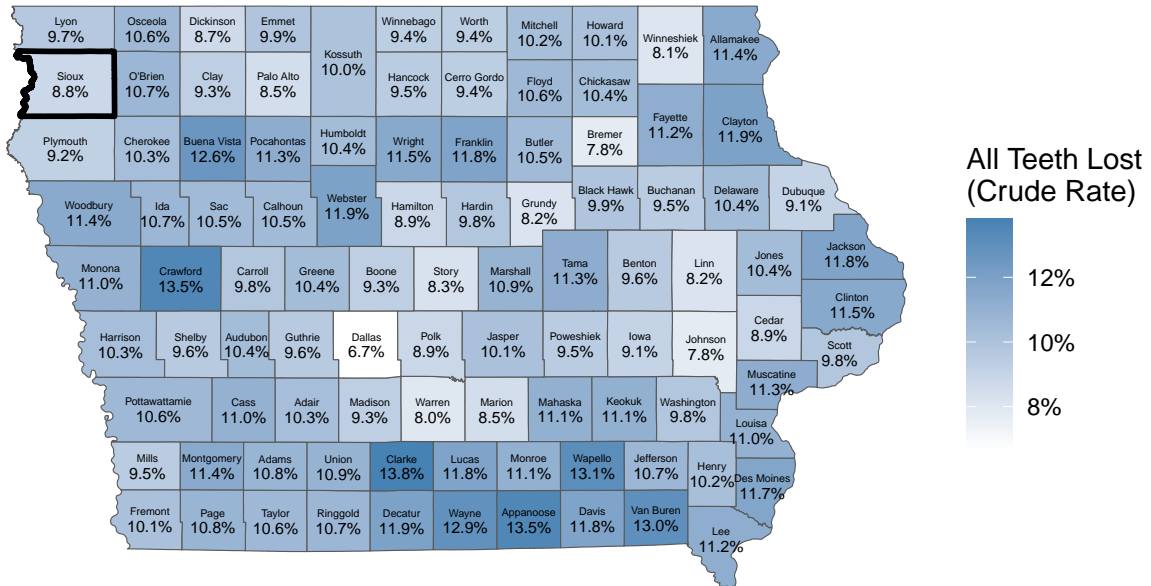 Lyon
9.7%
Osceola
10.6%
Dickinson
8.7%
Emmet
9.9%
Kossuth
10.0%
Winnebago
9.4%
Worth
9.4%
Mitchell
10.2%
Howard
10.1%
Winneshiek
8.1%
Allamakee
11.4%
Sioux
8.8%
O'Brien
10.7%
Clay
9.3%
Palo Alto
8.5%
Hancock
9.5%
Cerro Gordo
9.4%
Floyd
10.6%
Chickasaw
10.4%
Fayette
11.2%
Clayton
11.9%
Plymouth
9.2%
Cherokee
10.3%
Buena Vista
12.6%
Pocahontas
11.3%
Humboldt
10.4%
Wright
11.5%
Franklin
11.8%
Butler
10.5%
Bremer
7.8%
Woodbury
11.4%
Ida
10.7%
Sac
10.5%
Calhoun
10.5%
Webster
11.9%
Hamilton
8.9%
Hardin
9.8%
Grundy
8.2%
Black Hawk
9.9%
Buchanan
9.5%
Delaware
10.4%
Dubuque
9.1%
Monona
11.0%
Crawford
13.5%
Carroll
9.8%
Greene
10.4%
Boone
9.3%
Story
8.3%
Marshall
10.9%
Tama
11.3%
Benton
9.6%
Linn
8.2%
Jones
10.4%
Jackson
11.8%
Clinton
11.5%
Harrison
10.3%
Shelby
9.6%
Audubon
10.4%
Guthrie
9.6%
Dallas
6.7%
Polk
8.9%
Jasper
10.1%
Poweshiek
9.5%
Iowa
9.1%
Johnson
7.8%
Cedar
8.9%
Scott
9.8%
Muscatine
11.3%
Pottawattamie
10.6%
Cass
11.0%
Adair
10.3%
Madison
9.3%
Warren
8.0%
Marion
8.5%
Mahaska
11.1%
Keokuk
11.1%
Washington
9.8%
Louisa
11.0%
Mills
9.5%
Montgomery
11.4%
Adams
10.8%
Union
10.9%
Clarke
13.8%
Lucas
11.8%
Monroe
11.1%
Wapello
13.1%
Jefferson
10.7%
Henry
10.2%
Des Moines
11.7%
Fremont
10.1%
Page
10.8%
Taylor
10.6%
Ringgold
10.7%
Decatur
11.9%
Wayne
12.9%
Appanoose
13.5%
Davis
11.8%
Van Buren
13.0%
Lee
11.2%
All Teeth Lost
(Crude Rate)
12%
10%
8%